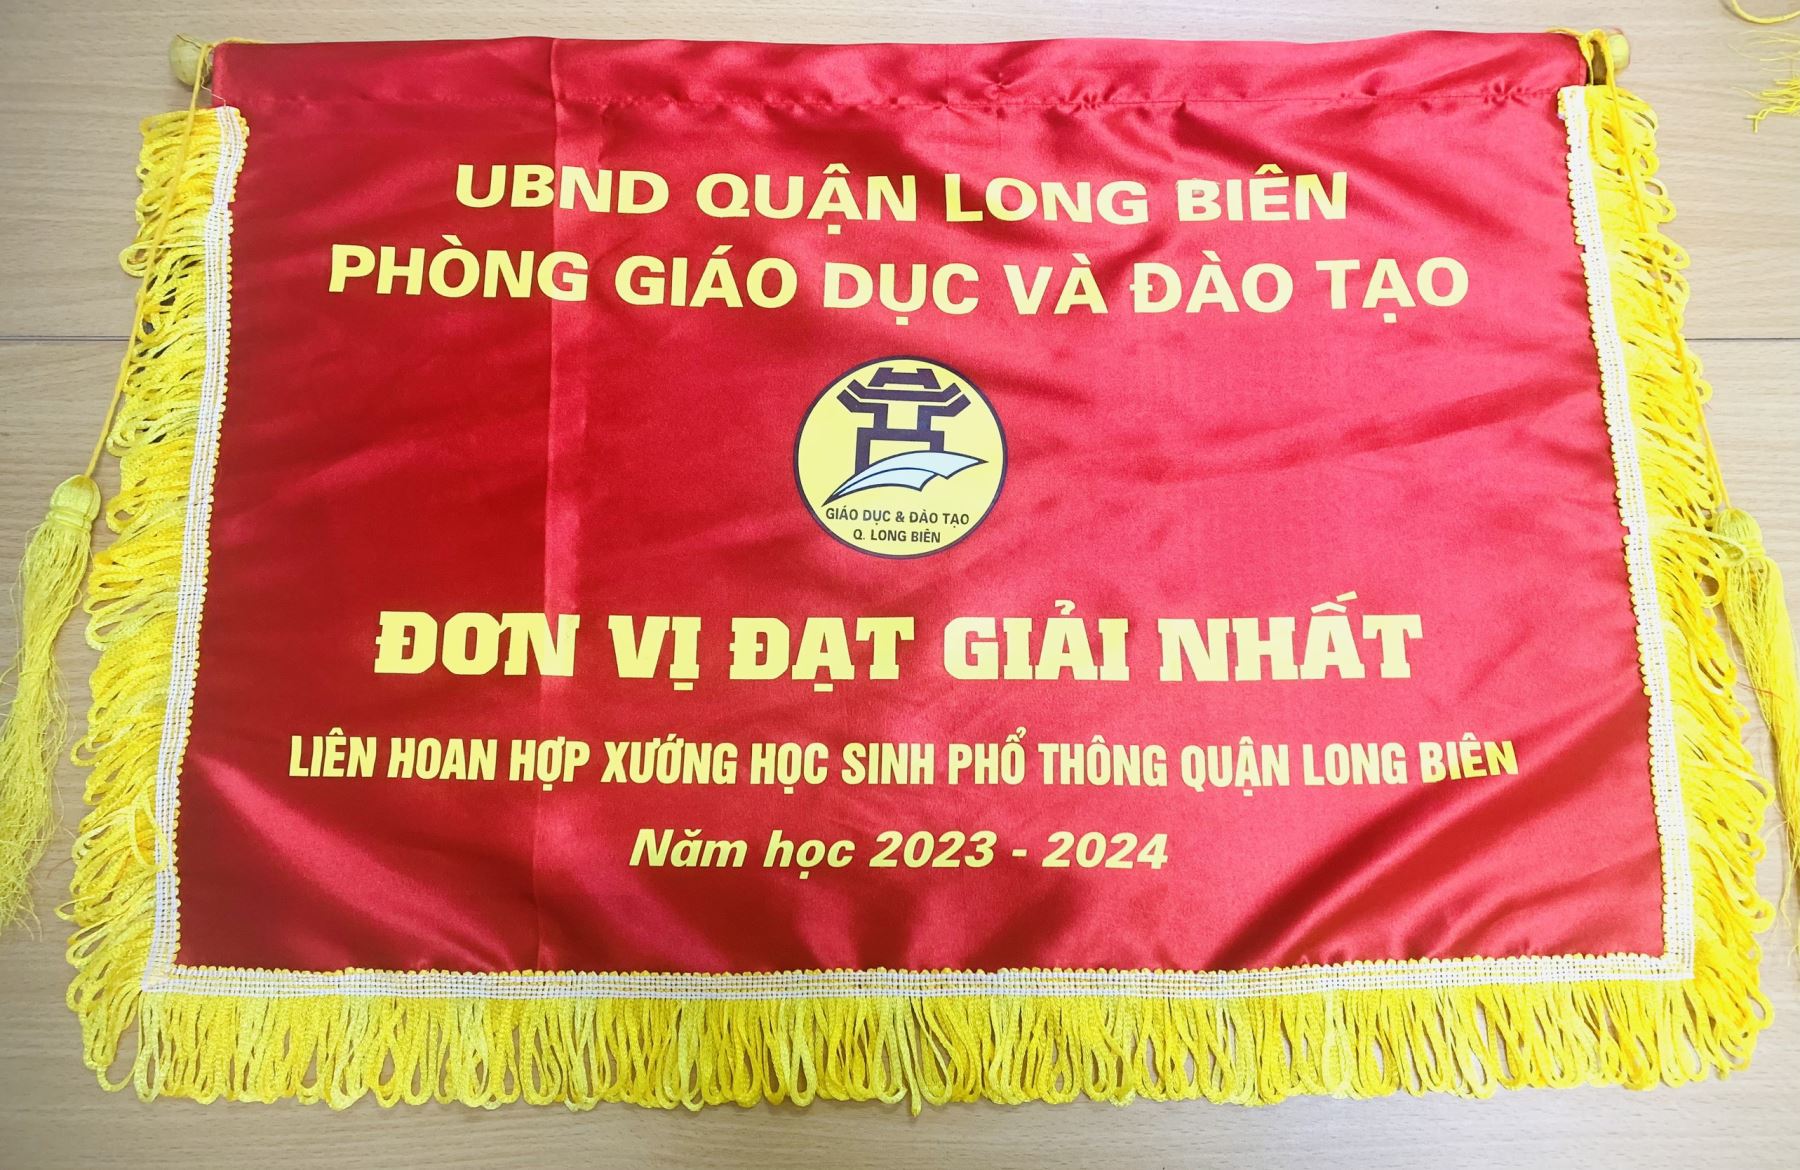 UBND QUẬN LONG BIÊN
PHÒNG GIÁO DỤC VÀ ĐÀO TẠO
GIÁO DỤC & ĐÀO TẠO
Q. LONG BIÊN
ĐƠN VỊ ĐẠT GIẢI NHẤT
LIÊN HOAN HỢP XƯỚNG HỌC SINH PHỔ THÔNG QUẬN LONG BIÊN
Năm học 2023 - 2024